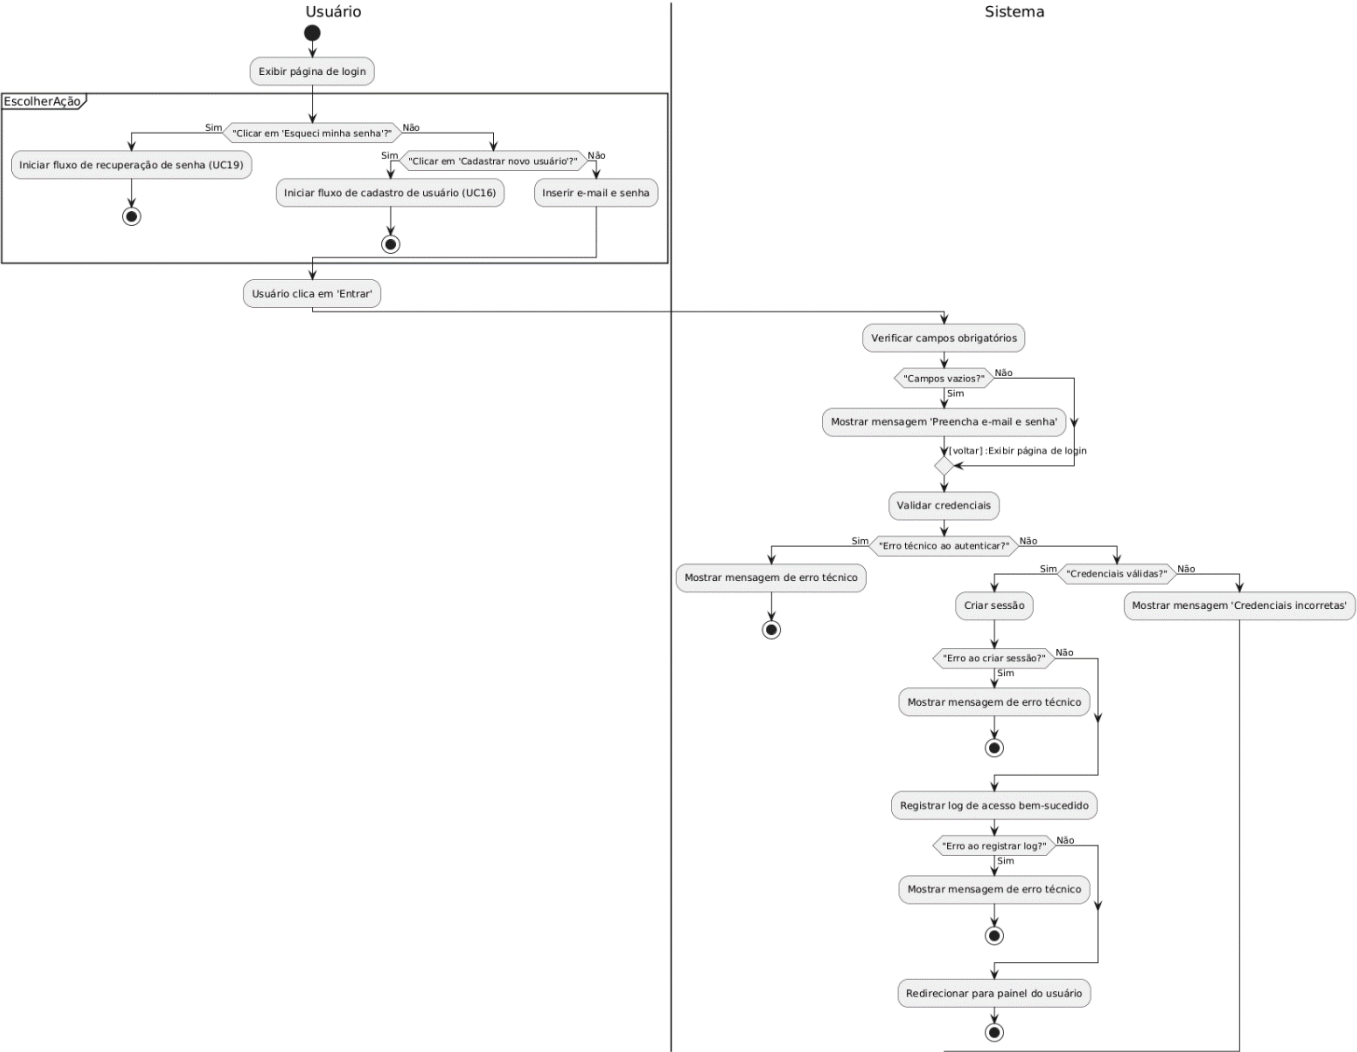 Usuário
Sistema
Exibir página de login
EscolherAção
Sim
"Clicar em 'Esqueci minha senha'?"
Não
Iniciar fluxo de recuperação de senha (UC19)
Sim
"Clicar em 'Cadastrar novo usuário'?"
Não
Iniciar fluxo de cadastro de usuário (UC16)
Inserir e-mail e senha
Usuário clica em 'Entrar'
Verificar campos obrigatórios
"Campos vazios?"
Não
Sim
Mostrar mensagem 'Preencha e-mail e senha'
[voltar] :Exibir página de login
Validar credenciais
Sim
"Erro técnico ao autenticar?"
Não
Mostrar mensagem de erro técnico
Sim
"Credenciais válidas?"
Não
Criar sessão
Mostrar mensagem 'Credenciais incorretas'
"Erro ao criar sessão?"
Não
Sim
Mostrar mensagem de erro técnico
Registrar log de acesso bem-sucedido
"Erro ao registrar log?"
Não
Sim
Mostrar mensagem de erro técnico
Redirecionar para painel do usuário